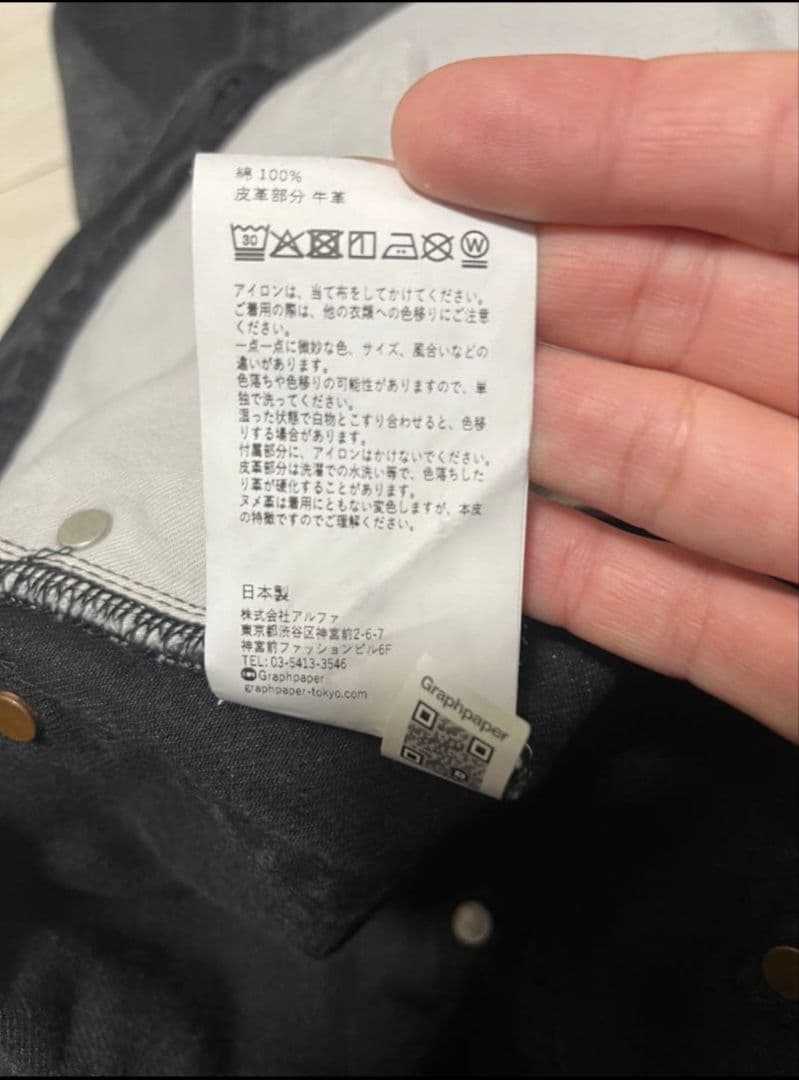 綿 100%
皮革部分 牛革
30 W
アイロンは、当て布をしてかけてください。
ご着用の際は、他の衣類への色移りにご注意
ください。
一点一点に微妙な色、サイズ、風合いなどの
違いがあります。
色落ちや色移りの可能性がありますので、単
独で洗ってください。
湿った状態で白物とこすり合わせると、色移
りする場合があります。
付属部分に、アイロンはかけないでください。
皮革部分は洗濯での水洗い等で、色落ちした
り革が硬化することがあります。
ヌメ革は着用にともない変色しますが、本皮
の特徴ですのでご理解ください。
日本製
株式会社アルファ
東京都渋谷区神宮前2-6-7
神宮前ファッションビル6F
TEL: 03-5413-3546
Graphpaper
graphpaper-tokyo.com
Graphpaper